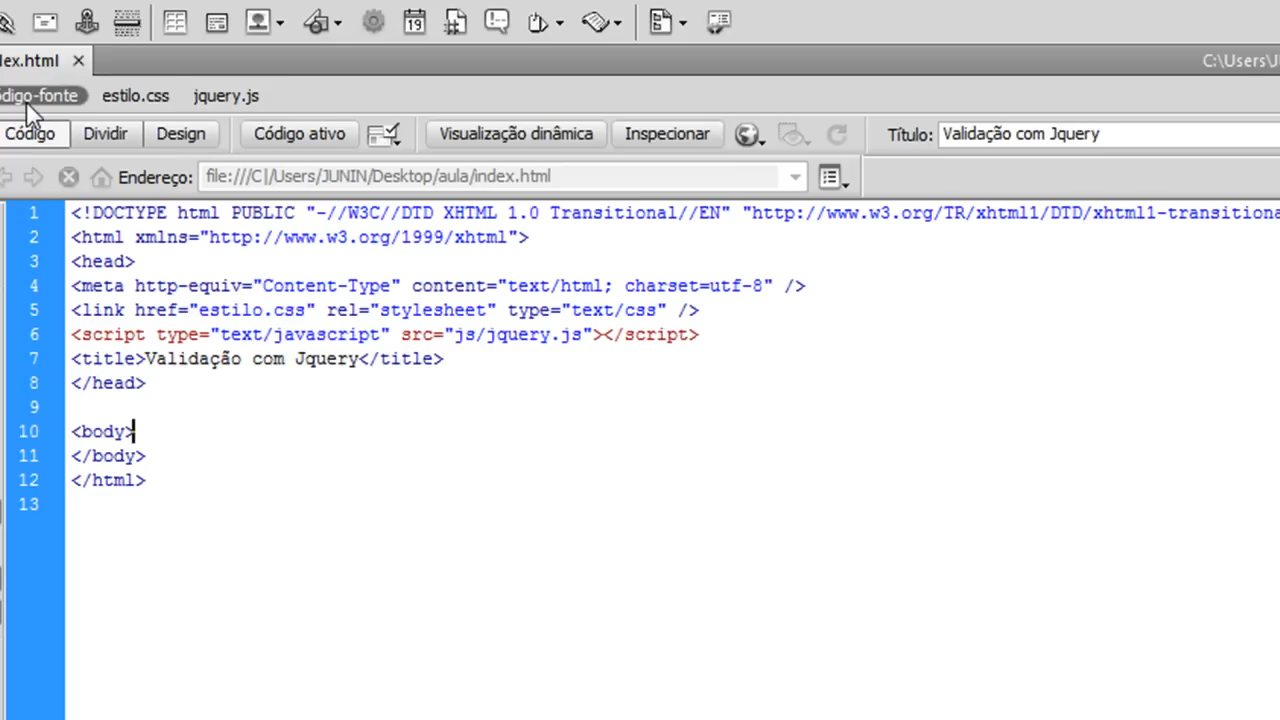 19
dex.html
C:\Users\J
ódigo-fonte estilo.css jquery.js
Código Dividir Design Código ativo Visualização dinâmica Inspecionar Título: Validação com Jquery
Endereço: file:///C|/Users/JUNIN/Desktop/aula/index.html
1 <!DOCTYPE html PUBLIC "-//W3C//DTD XHTML 1.0 Transitional//EN" "http://www.w3.org/TR/xhtml1/DTD/xhtml1-transitiona
2 <html xmlns="http://www.w3.org/1999/xhtml">
3 <head>
4 <meta http-equiv="Content-Type" content="text/html; charset=utf-8" />
5 <link href="estilo.css" rel="stylesheet" type="text/css" />
6 <script type="text/javascript" src="js/jquery.js"></script>
7 <title>Validação com Jquery</title>
8 </head>
9
10 <body>
11 </body>
12 </html>
13